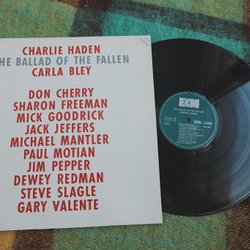 CHARLIE HADEN
HE BALLAD OF THE FALLEN
CARLA BLEY
DON CHERRY
SHARON FREEMAN
MICK GOODRICK
JACK JEFFERS
MICHAEL MANTLER
PAUL MOTIAN
JIM PEPPER
DEWEY REDMAN
STEVE SLAGLE
GARY VALENTE
ECM